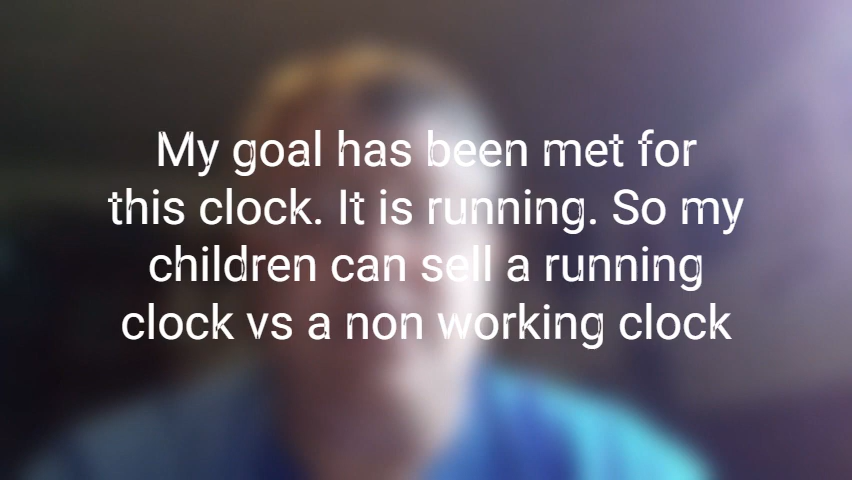 My goal has been met for
this clock. It is running. So my
children can sell a running
clock vs a non working clock